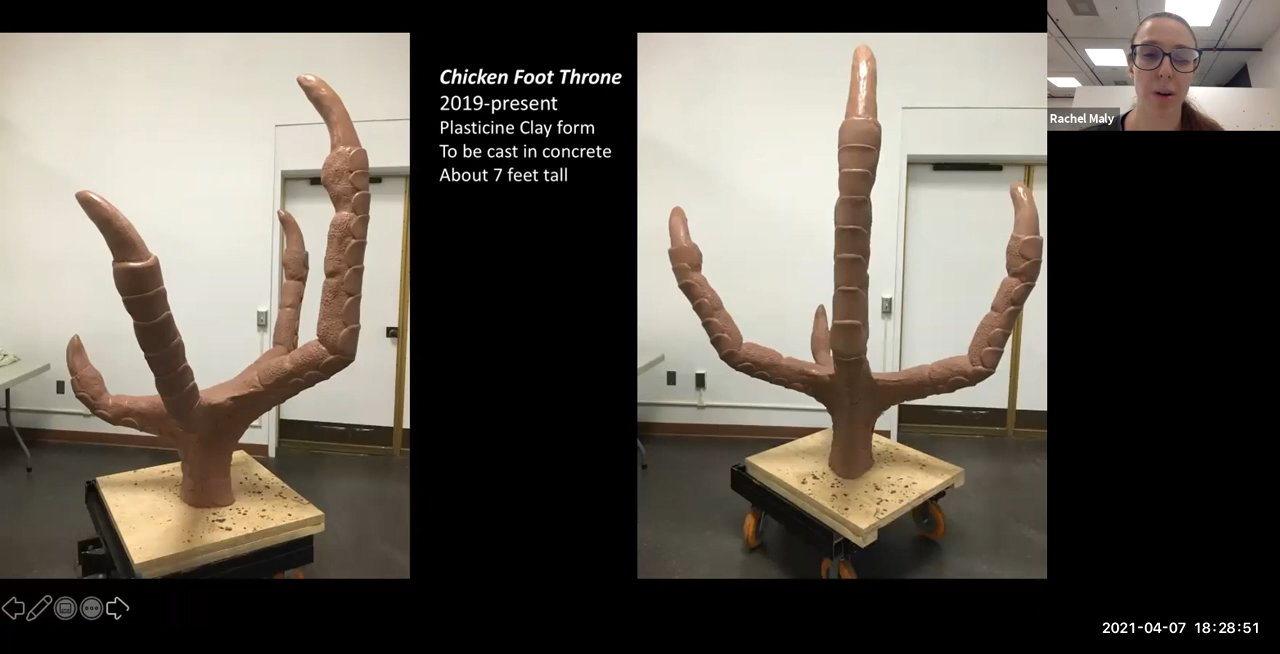 Chicken Foot Throne
2019-present
Plasticine Clay form
To be cast in concrete
About 7 feet tall
Rachel Maly
2021-04-07 18:28:51